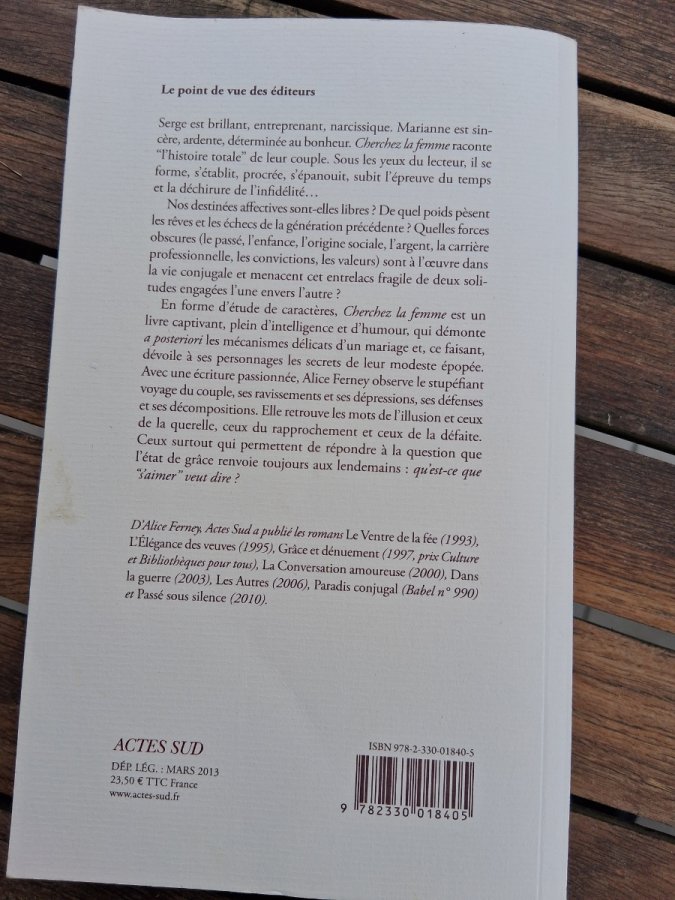 Le point de vue des éditeurs
Serge est brillant, entreprenant, narcissique. Marianne est sin-
cère, ardente, déterminée au bonheur. Cherchez la femme raconte
“l’histoire totale” de leur couple. Sous les yeux du lecteur, il se
forme, s’établit, procrée, s’épanouit, subit l’épreuve du temps
et la déchirure de l’infidélité…
Nos destinées affectives sont-elles libres ? De quel poids pèsent
les rêves et les échecs de la génération précédente ? Quelles forces
obscures (le passé, l’enfance, l’origine sociale, l’argent, la carrière
professionnelle, les convictions, les valeurs) sont à l’œuvre dans
la vie conjugale et menacent cet entrelacs fragile de deux soli-
tudes engagées l’une envers l’autre ?
En forme d’étude de caractères, Cherchez la femme est un
livre captivant, plein d’intelligence et d’humour, qui démonte
a posteriori les mécanismes délicats d’un mariage et, ce faisant,
dévoile à ses personnages les secrets de leur modeste épopée.
Avec une écriture passionnée, Alice Ferney observe le stupéfiant
voyage du couple, ses ravissements et ses dépressions, ses défenses
et ses décompositions. Elle retrouve les mots de l’illusion et ceux
de la querelle, ceux du rapprochement et ceux de la défaite.
Ceux surtout qui permettent de répondre à la question que
l’état de grâce renvoie toujours aux lendemains : qu’est-ce que
“s’aimer” veut dire ?
D’Alice Ferney, Actes Sud a publié les romans Le Ventre de la fée (1993),
L’Élégance des veuves (1995), Grâce et dénuement (1997, prix Culture
et Bibliothèques pour tous), La Conversation amoureuse (2000), Dans
la guerre (2003), Les Autres (2006), Paradis conjugal (Babel n° 990)
et Passé sous silence (2010).
ACTES SUD
DÉP. LÉG. : MARS 2013
23,50 € TTC France
www.actes-sud.fr
ISBN 978-2-330-01840-5
9 782330 018405